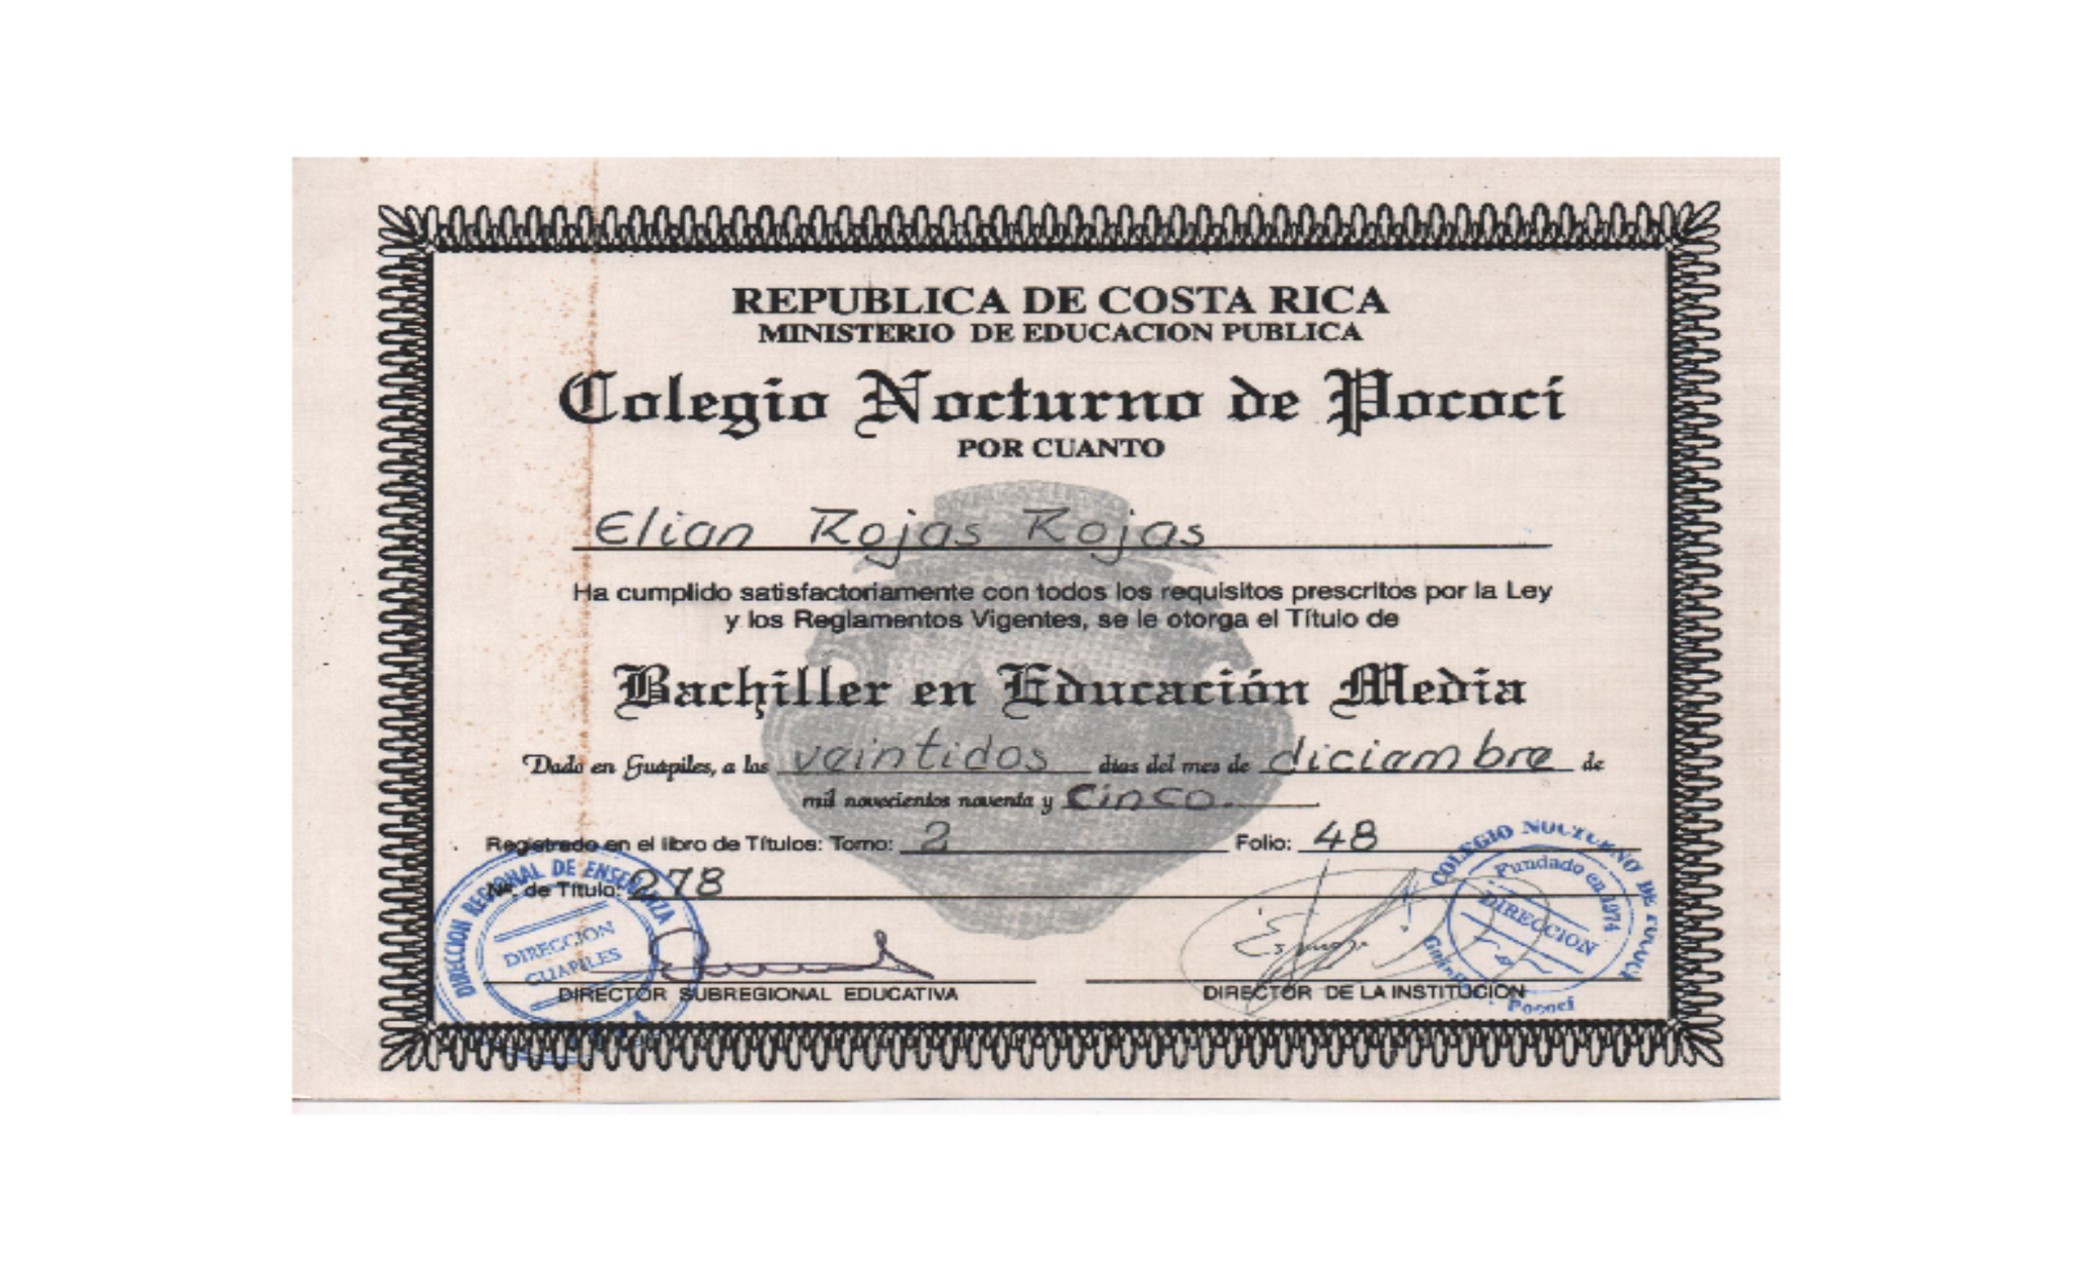 REPUBLICA DE COSTA RICA
MINISTERIO DE EDUCACION PUBLICA
Colegio Nocturno de Pococí
POR CUANTO
Elian Rojas Rojas
Ha cumplido satisfactoriamente con todos los requisitos prescritos por la Ley
y los Reglamentos Vigentes, se le otorga el Título de
Bachiller en Educación Media
Dado en Guápiles, a los veintidos días del mes de diciembre de
mil novecientos noventa y cinco.
Registrado en el libro de Títulos: Tomo: 2 Folio: 48
Nº. de Título: 278
DIRECCION REGIONAL DE ENSEÑANZA
DIRECCION
GUAPILES
COLEGIO NOCTURNO DE
Fundado en 1974
DIRECCION
Pococí
DIRECTOR SUBREGIONAL EDUCATIVA
DIRECTOR DE LA INSTITUCION